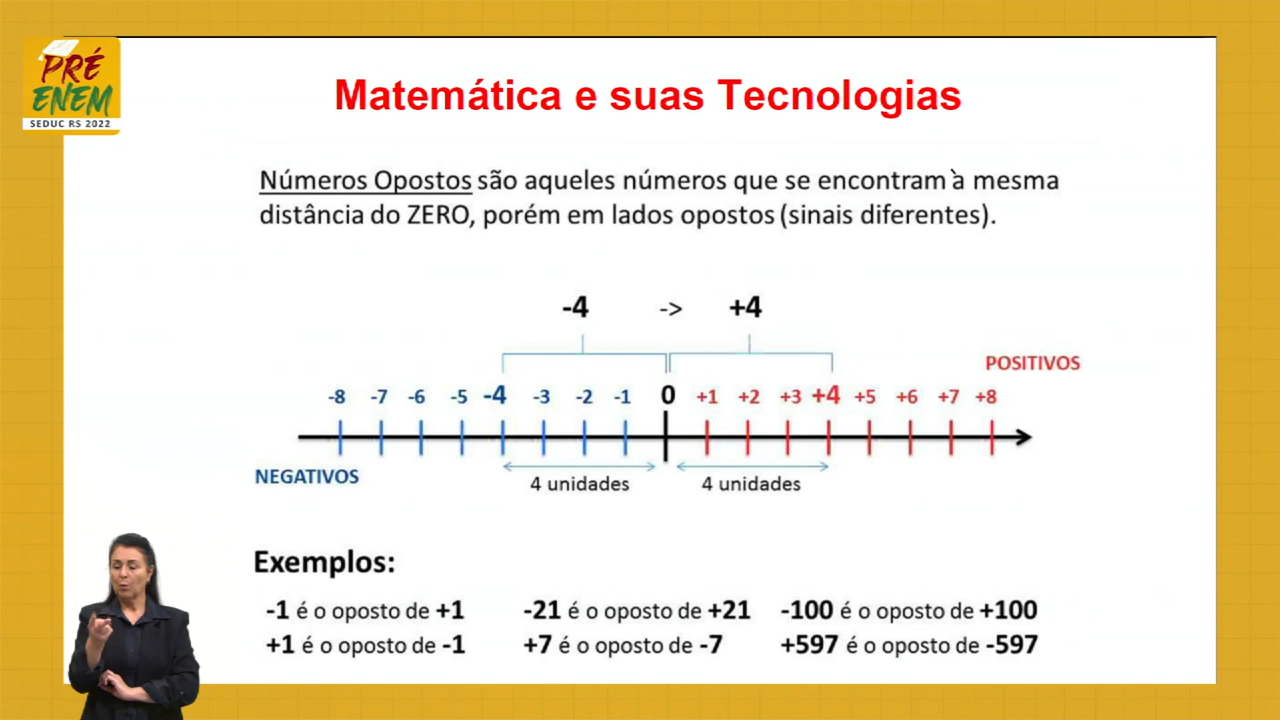 PRÉ
ENEM
SEDUC RS 2022
Matemática e suas Tecnologias
Números Opostos são aqueles números que se encontram à mesma
distância do ZERO, porém em lados opostos (sinais diferentes).
-4 -> +4
POSITIVOS
-8 -7 -6 -5 -4 -3 -2 -1 0 +1 +2 +3 +4 +5 +6 +7 +8
NEGATIVOS
4 unidades 4 unidades
Exemplos:
-1 é o oposto de +1 -21 é o oposto de +21 -100 é o oposto de +100
+1 é o oposto de -1 +7 é o oposto de -7 +597 é o oposto de -597